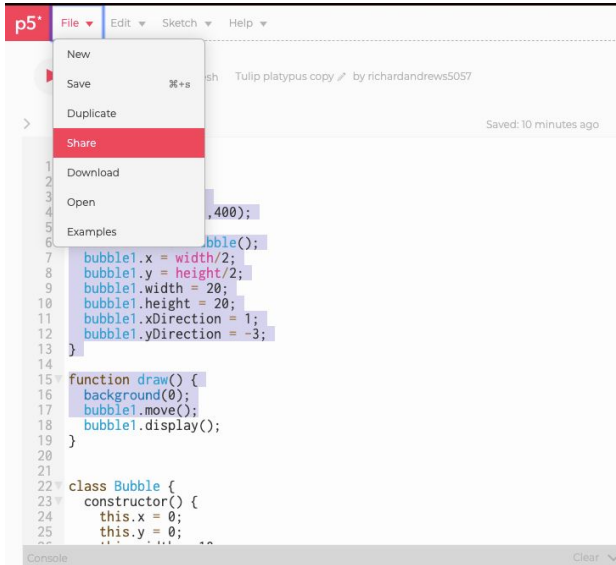 p5* File Edit Sketch Help
New
Save ⌘+s
sh Tulip platypus copy by richardandrews5057
Duplicate
Saved: 10 minutes ago
Share
Download
Open
Examples
1
2
3
4 ,400);
5
6 bble();
7 bubble1.x = width/2;
8 bubble1.y = height/2;
9 bubble1.width = 20;
10 bubble1.height = 20;
11 bubble1.xDirection = 1;
12 bubble1.yDirection = -3;
13 }
14
15 function draw() {
16 background(0);
17 bubble1.move();
18 bubble1.display();
19 }
20
21
22 class Bubble {
23 constructor() {
24 this.x = 0;
25 this.y = 0;
Console Clear